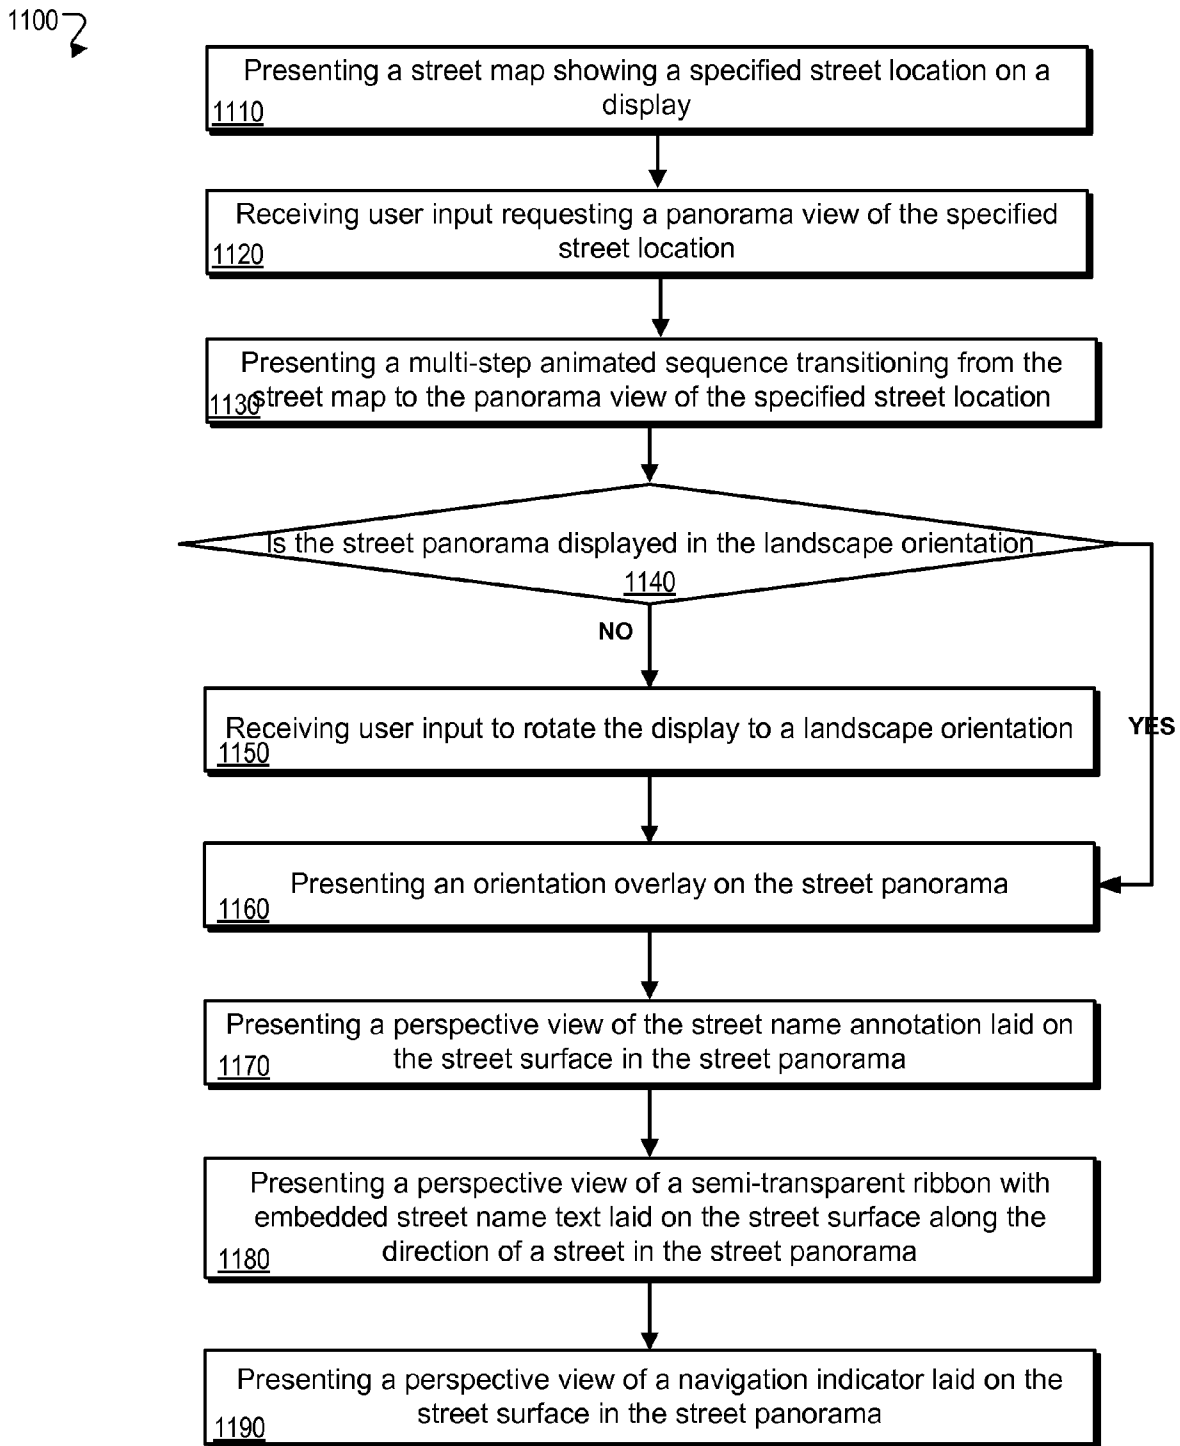 1100
Presenting a street map showing a specified street location on a
display
1110
Receiving user input requesting a panorama view of the specified
street location
1120
Presenting a multi-step animated sequence transitioning from the
street map to the panorama view of the specified street location
1130
Is the street panorama displayed in the landscape orientation
1140
NO
YES
Receiving user input to rotate the display to a landscape orientation
1150
Presenting an orientation overlay on the street panorama
1160
Presenting a perspective view of the street name annotation laid on
the street surface in the street panorama
1170
Presenting a perspective view of a semi-transparent ribbon with
embedded street name text laid on the street surface along the
direction of a street in the street panorama
1180
Presenting a perspective view of a navigation indicator laid on the
street surface in the street panorama
1190